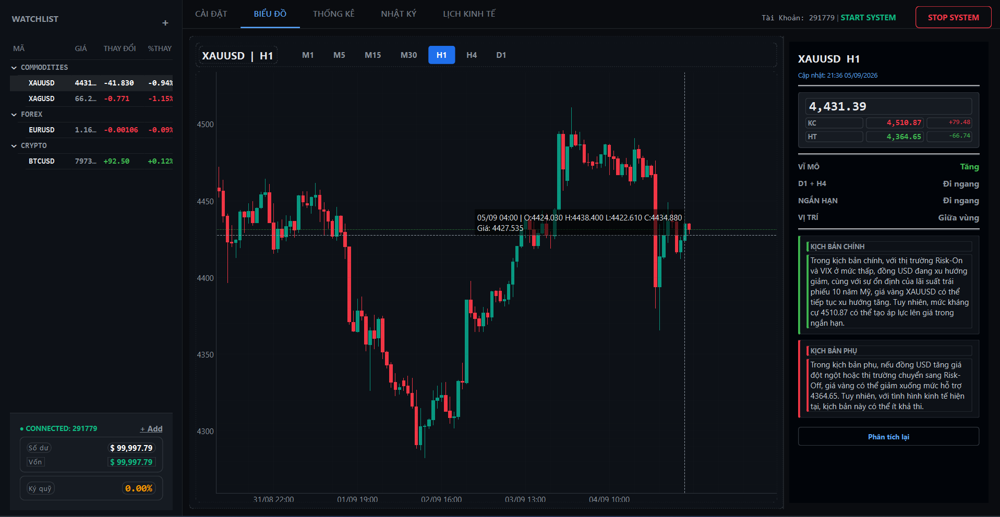 WATCHLIST
+
MÃ GIÁ THAY ĐỔI %THAY
COMMODITIES
XAUUSD 4431... -41.830 -0.94%
XAGUSD 66.2... -0.771 -1.15%
FOREX
EURUSD 1.16... -0.00106 -0.09%
CRYPTO
BTCUSD 7973... +92.50 +0.12%
• CONNECTED: 291779 + Add
Số dư $ 99,997.79
Vốn $ 99,997.79
Ký quỹ 0.00%
CÀI ĐẶT BIỂU ĐỒ THỐNG KÊ NHẬT KÝ LỊCH KINH TẾ
Tài Khoản: 291779 | START SYSTEM STOP SYSTEM
XAUUSD | H1 M1 M5 M15 M30 H1 H4 D1
4500
4450
05/09 04:00 | O:4424.030 H:4438.400 L:4422.610 C:4434.880
Giá: 4427.535
4400
4350
4300
31/08 22:00 01/09 19:00 02/09 16:00 03/09 13:00 04/09 10:00
XAUUSD H1
Cập nhật: 21:36 05/09/2026
4,431.39
KC 4,510.87 +79.48
HT 4,364.65 -66.74
VĨ MÔ Tăng
D1 + H4 Đi ngang
NGẮN HẠN Đi ngang
VỊ TRÍ Giữa vùng
KỊCH BẢN CHÍNH
Trong kịch bản chính, với thị trường Risk-On
và VIX ở mức thấp, đồng USD đang xu hướng
giảm, cùng với sự ổn định của lãi suất trái
phiếu 10 năm Mỹ, giá vàng XAUUSD có thể
tiếp tục xu hướng tăng. Tuy nhiên, mức kháng
cự 4510.87 có thể tạo áp lực lên giá trong
ngắn hạn.
KỊCH BẢN PHỤ
Trong kịch bản phụ, nếu đồng USD tăng giá
đột ngột hoặc thị trường chuyển sang Risk-
Off, giá vàng có thể giảm xuống mức hỗ trợ
4364.65. Tuy nhiên, với tình hình kinh tế hiện
tại, kịch bản này có thể ít khả thi.
Phân tích lại